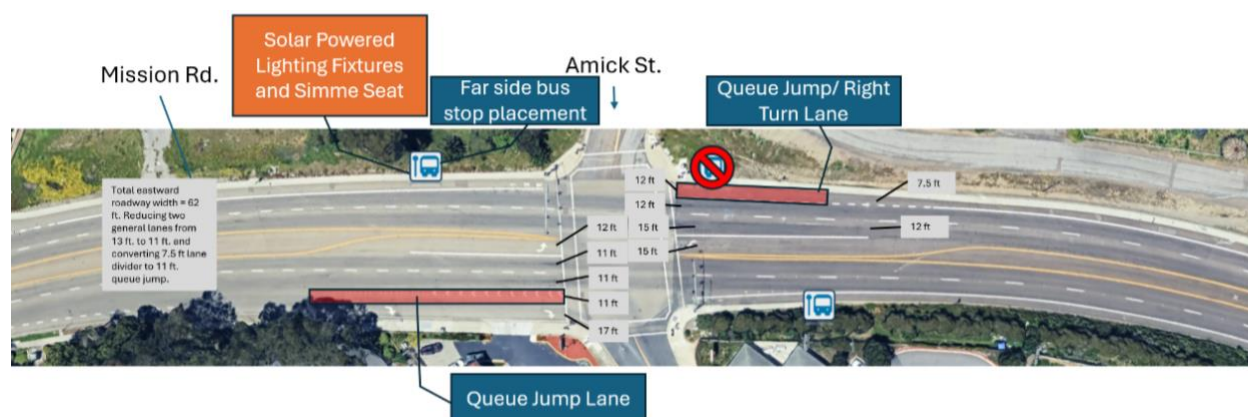 Solar Powered
Lighting Fixtures
and Simme Seat
Mission Rd.
Far side bus
stop placement
Amick St.
Queue Jump/ Right
Turn Lane
Total eastward
roadway width = 62
ft. Reducing two
general lanes from
13 ft. to 11 ft. and
converting 7.5 ft lane
divider to 11 ft.
queue jump.
12 ft
12 ft
12 ft
15 ft
11 ft
15 ft
11 ft
11 ft
17 ft
7.5 ft
12 ft
Queue Jump Lane